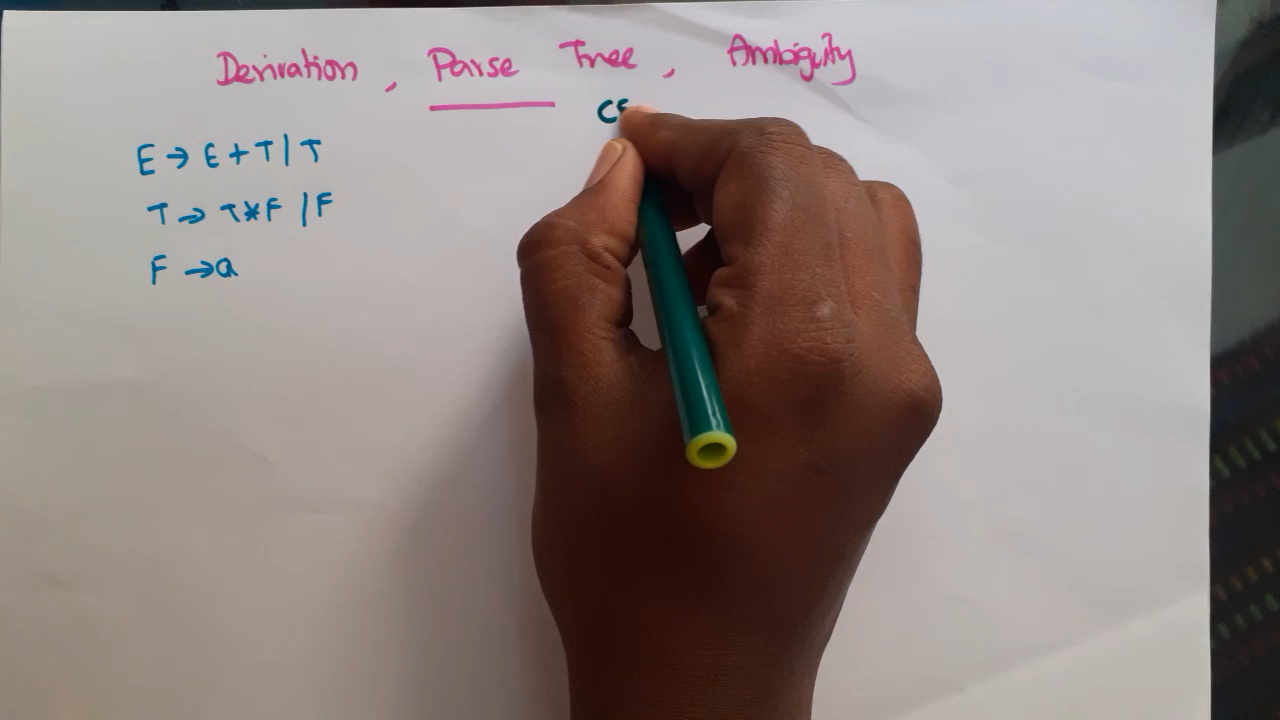 Derivation, Parse Tree, Ambiguity
E → E + T | T
T → T * F | F
F → a